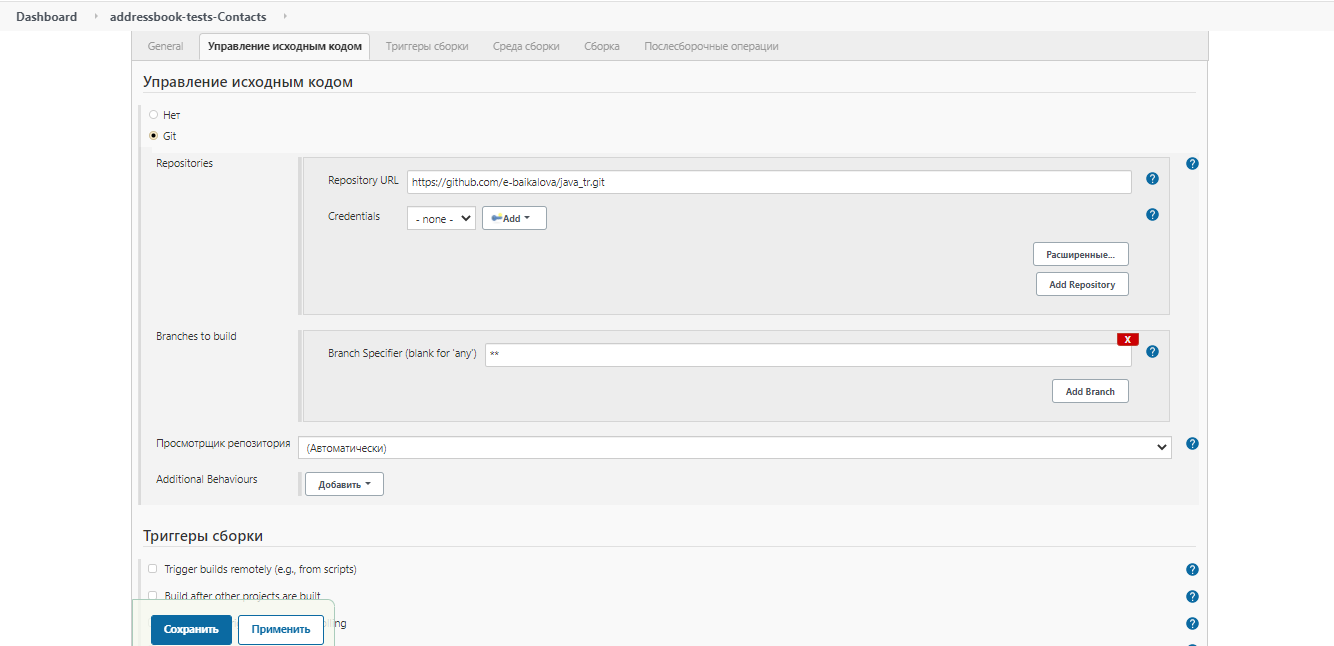 Dashboard addressbook-tests-Contacts
General Управление исходным кодом Триггеры сборки Среда сборки Сборка Послесборочные операции
Управление исходным кодом
Нет
Git
Repositories
Repository URL https://github.com/e-baikalova/java_tr.git
Credentials - none - Add
Расширенные...
Add Repository
Branches to build
X
Branch Specifier (blank for 'any') **
Add Branch
Просмотрщик репозитория (Автоматически)
Additional Behaviours Добавить
Триггеры сборки
Trigger builds remotely (e.g., from scripts)
Build after other projects are built
Сохранить Применить